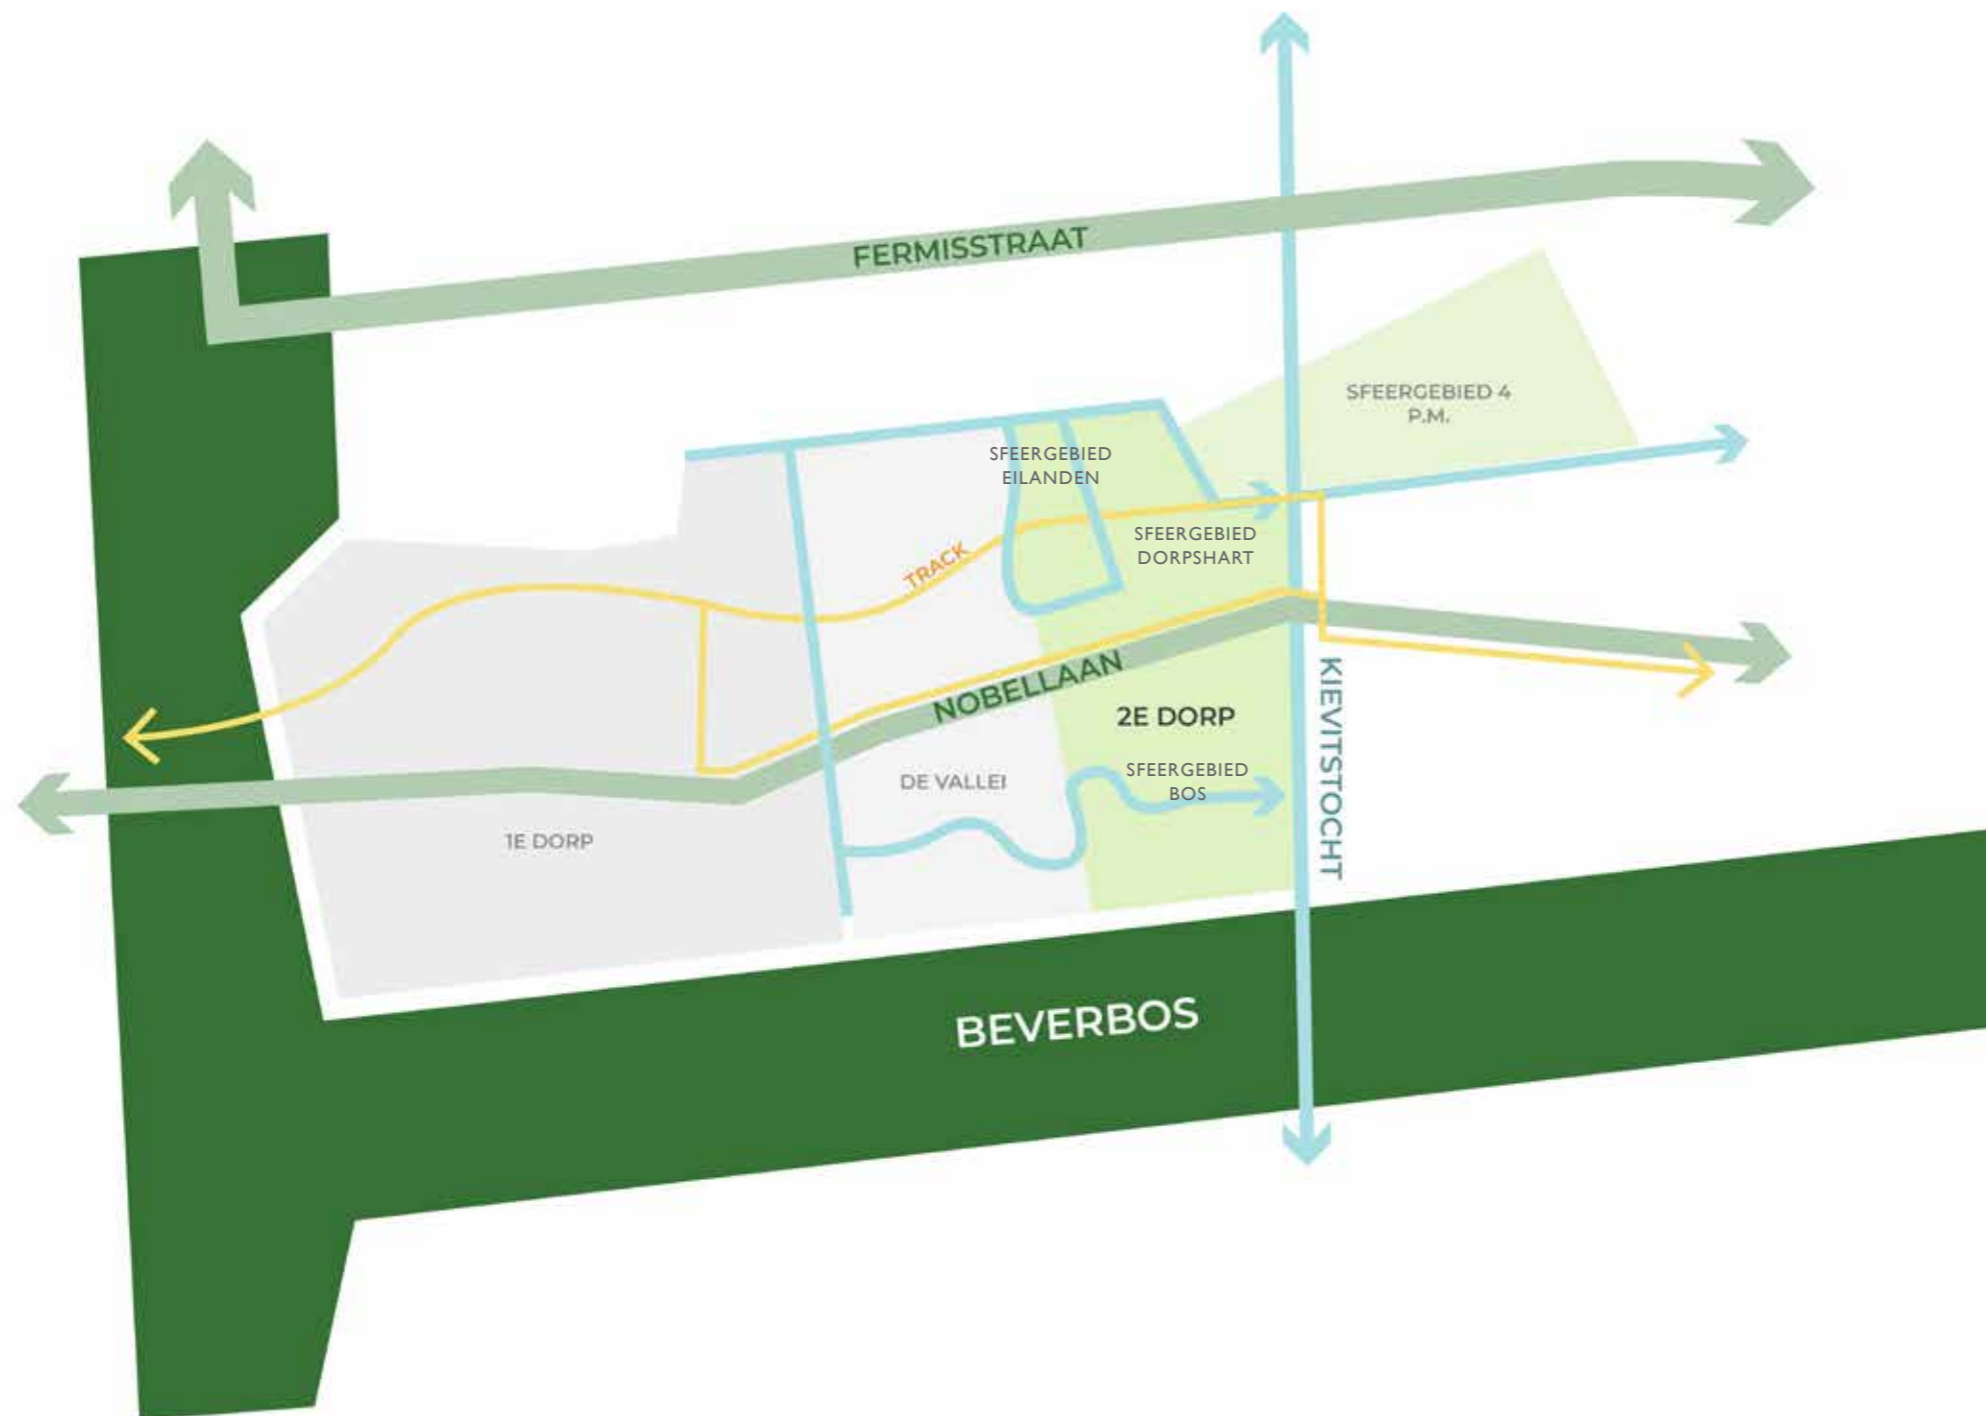 FERMISSTRAAT
SFEERGEBIED 4
P.M.
SFEERGEBIED
EILANDEN
SFEERGEBIED
DORPSHART
TRACK
NOBELLAAN
KIEVITSTOCHT
2E DORP
DE VALLEI
SFEERGEBIED
BOS
1E DORP
BEVERBOS